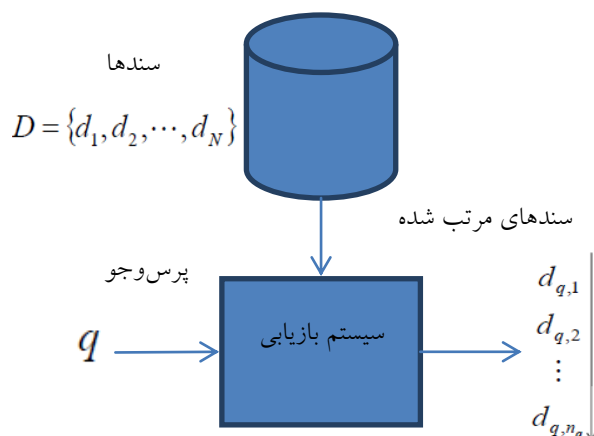 سندها
D = {d_1, d_2, ⋯, d_N}
سندهای مرتب شده
پرس‌وجو
q
سیستم بازیابی
d_{q,1}
d_{q,2}
⋮
d_{q,n_q}